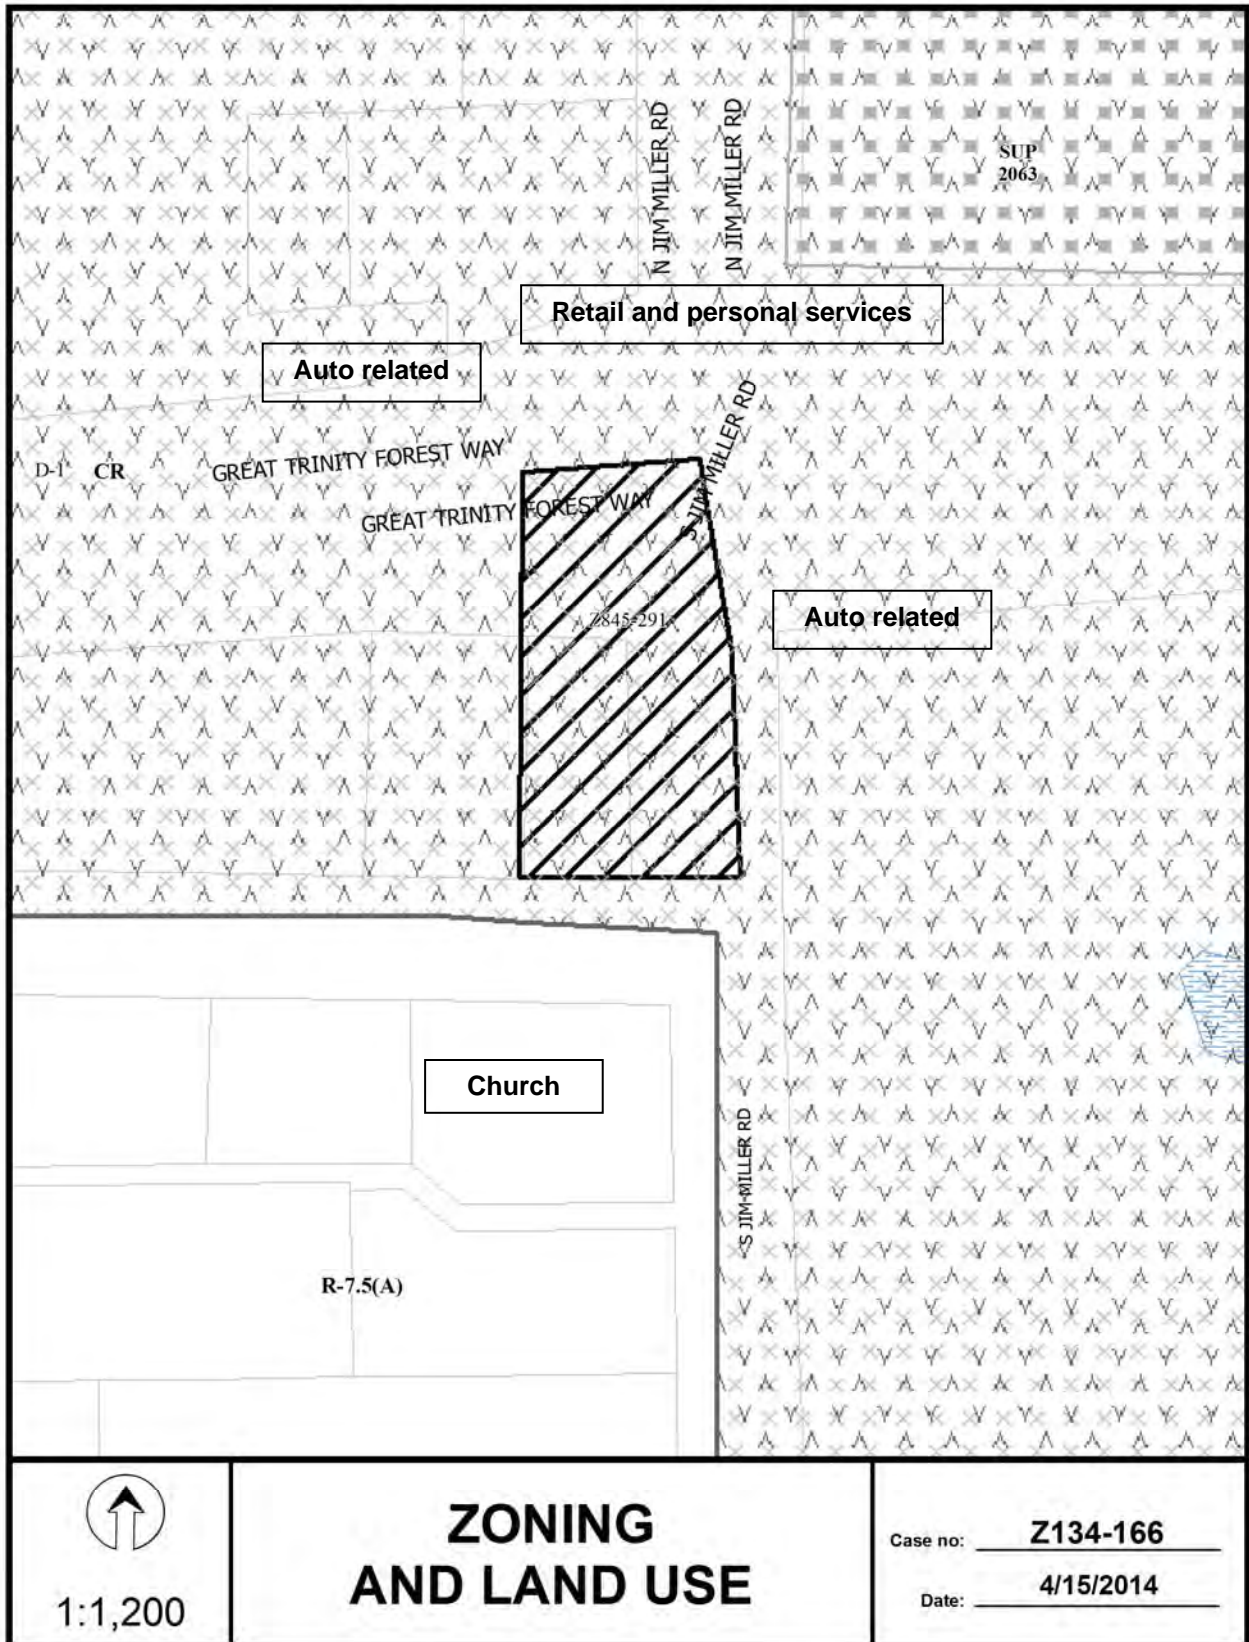 N JIM MILLER RD
N JIM MILLER RD
SUP
2063
Retail and personal services
Auto related
S JIM MILLER RD
D-1
CR
GREAT TRINITY FOREST WAY
GREAT TRINITY FOREST WAY
Z845-291
Auto related
Church
S JIM MILLER RD
R-7.5(A)
1:1,200
ZONING
AND LAND USE
Case no: Z134-166
Date: 4/15/2014